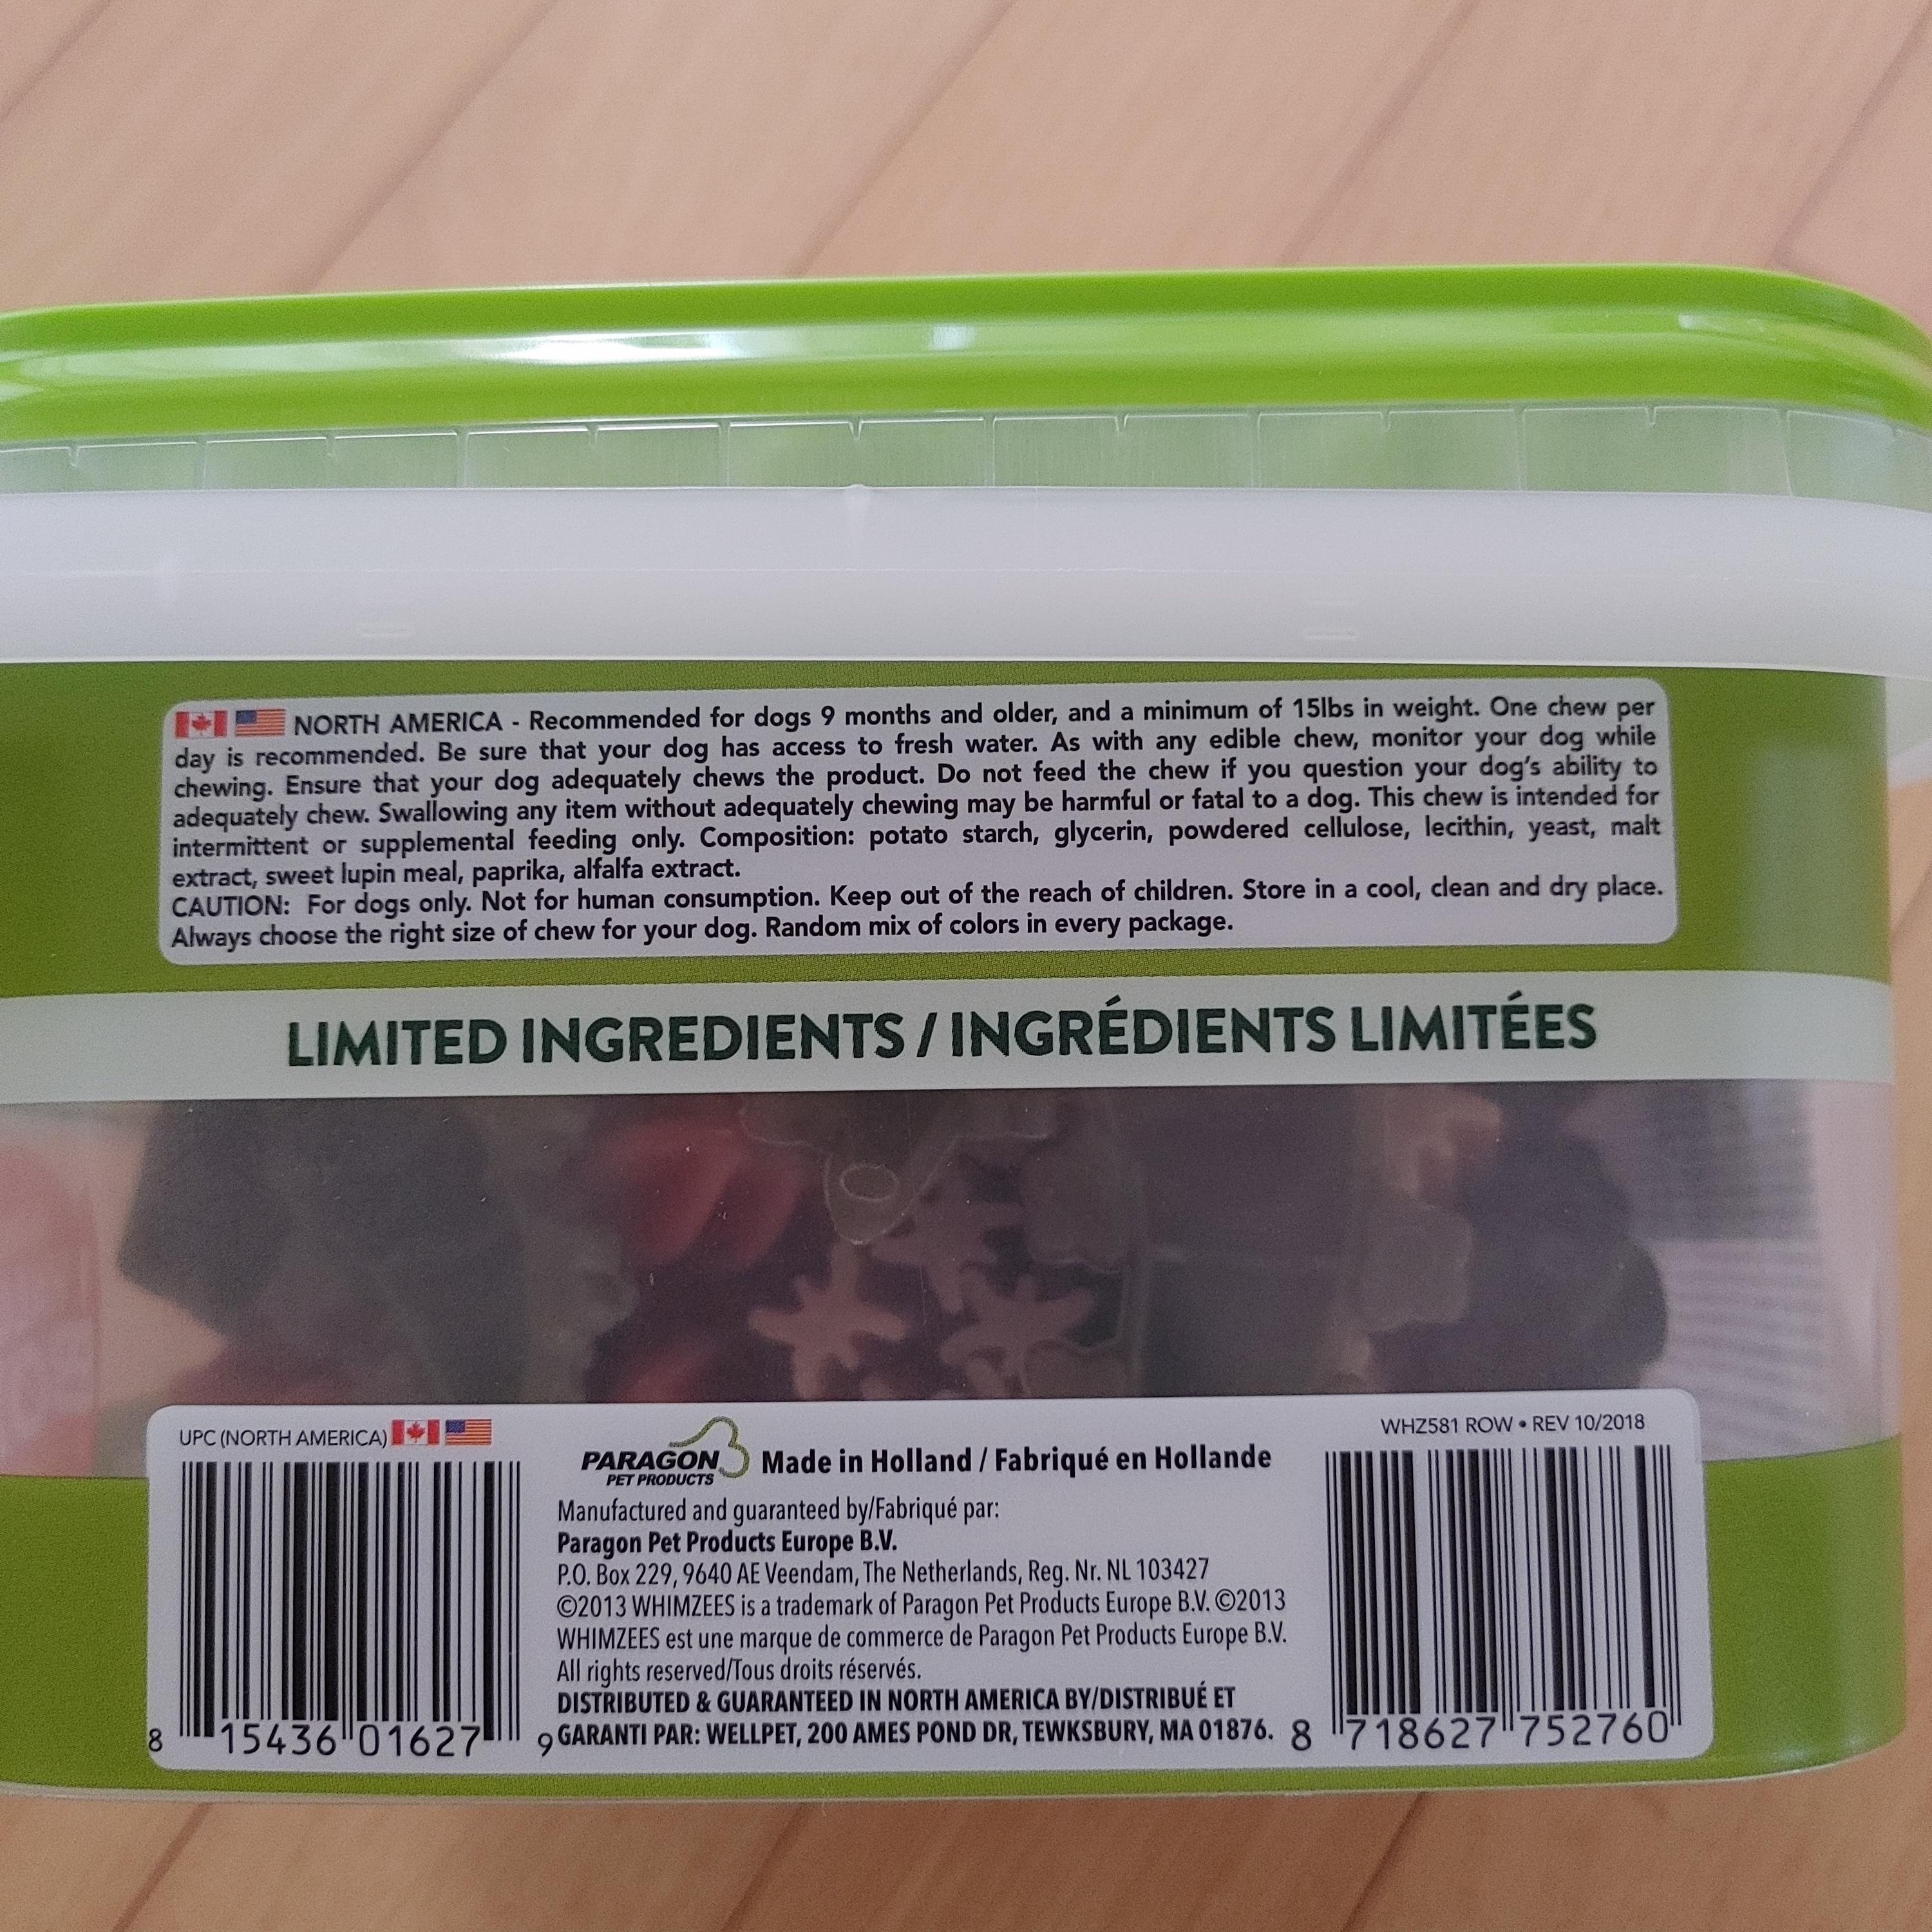 NORTH AMERICA - Recommended for dogs 9 months and older, and a minimum of 15lbs in weight. One chew per
day is recommended. Be sure that your dog has access to fresh water. As with any edible chew, monitor your dog while
chewing. Ensure that your dog adequately chews the product. Do not feed the chew if you question your dog's ability to
adequately chew. Swallowing any item without adequately chewing may be harmful or fatal to a dog. This chew is intended for
intermittent or supplemental feeding only. Composition: potato starch, glycerin, powdered cellulose, lecithin, yeast, malt
extract, sweet lupin meal, paprika, alfalfa extract.
CAUTION: For dogs only. Not for human consumption. Keep out of the reach of children. Store in a cool, clean and dry place.
Always choose the right size of chew for your dog. Random mix of colors in every package.
LIMITED INGREDIENTS / INGRÉDIENTS LIMITÉES
UPC (NORTH AMERICA)
8 15436 01627 9
PARAGON
PET PRODUCTS
Made in Holland / Fabriqué en Hollande
Manufactured and guaranteed by/Fabriqué par:
Paragon Pet Products Europe B.V.
P.O. Box 229, 9640 AE Veendam, The Netherlands, Reg. Nr. NL 103427
©2013 WHIMZEES is a trademark of Paragon Pet Products Europe B.V. ©2013
WHIMZEES est une marque de commerce de Paragon Pet Products Europe B.V.
All rights reserved/Tous droits réservés.
DISTRIBUTED & GUARANTEED IN NORTH AMERICA BY/DISTRIBUÉ ET
GARANTI PAR: WELLPET, 200 AMES POND DR, TEWKSBURY, MA 01876.
WHZ581 ROW • REV 10/2018
8 718627 752760